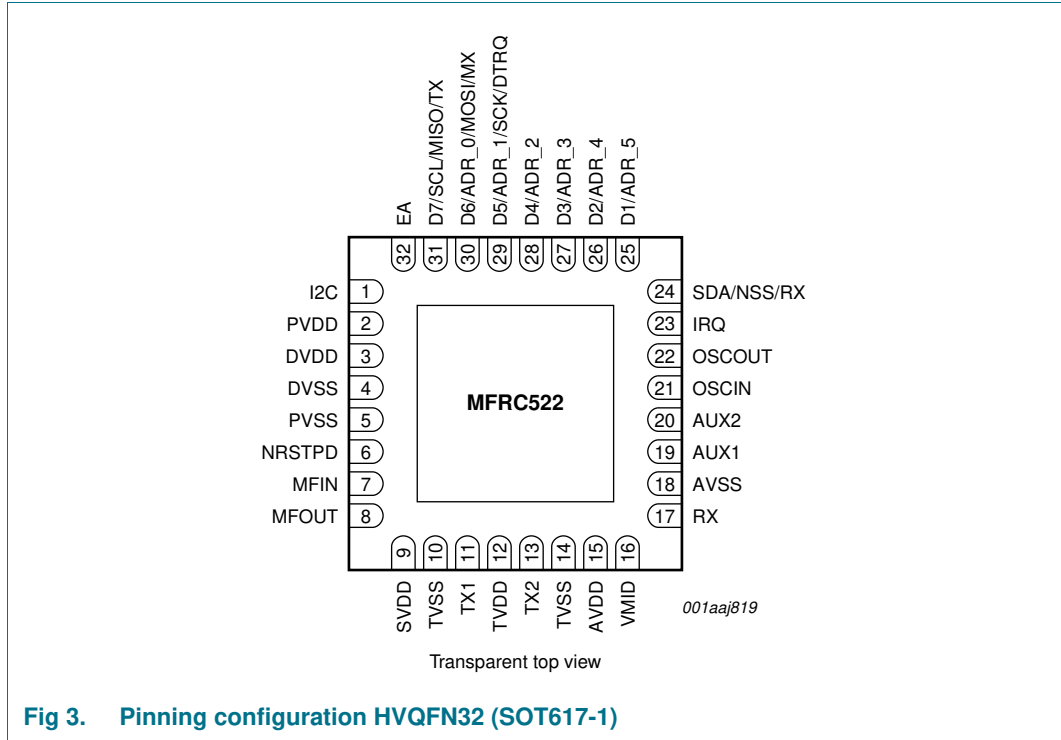 EA
D7/SCL/MISO/TX
D6/ADR_0/MOSI/MX
D5/ADR_1/SCK/DTRQ
D4/ADR_2
D3/ADR_3
D2/ADR_4
D1/ADR_5
32
31
30
29
28
27
26
25
I2C 1
PVDD 2
DVDD 3
DVSS 4
PVSS 5
NRSTPD 6
MFIN 7
MFOUT 8
MFRC522
24 SDA/NSS/RX
23 IRQ
22 OSCOUT
21 OSCIN
20 AUX2
19 AUX1
18 AVSS
17 RX
9
10
11
12
13
14
15
16
SVDD
TVSS
TX1
TVDD
TX2
TVSS
AVDD
VMID
001aaj819
Transparent top view
Fig 3. Pinning configuration HVQFN32 (SOT617-1)